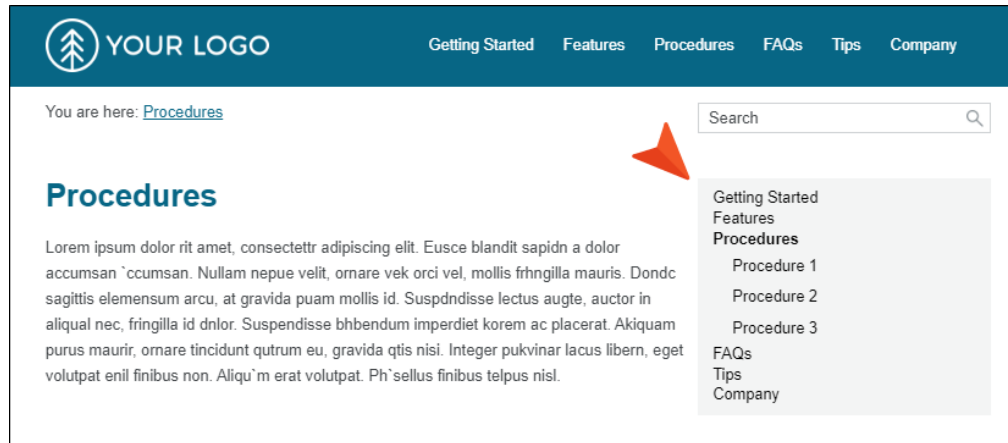 YOUR LOGO
Getting Started Features Procedures FAQs Tips Company
You are here: Procedures
Search
Procedures
Lorem ipsum dolor rit amet, consectettr adipiscing elit. Eusce blandit sapidn a dolor
accumsan `ccumsan. Nullam nepue velit, ornare vek orci vel, mollis frhngilla mauris. Dondc
sagittis elemensum arcu, at gravida puam mollis id. Suspdndisse lectus augte, auctor in
aliqual nec, fringilla id dnlor. Suspendisse bhbendum imperdiet korem ac placerat. Akiquam
purus maurir, ornare tincidunt qutrum eu, gravida qtis nisi. Integer pukvinar lacus libern, eget
volutpat enil finibus non. Aliqu`m erat volutpat. Ph`sellus finibus telpus nisl.
Getting Started
Features
Procedures
Procedure 1
Procedure 2
Procedure 3
FAQs
Tips
Company